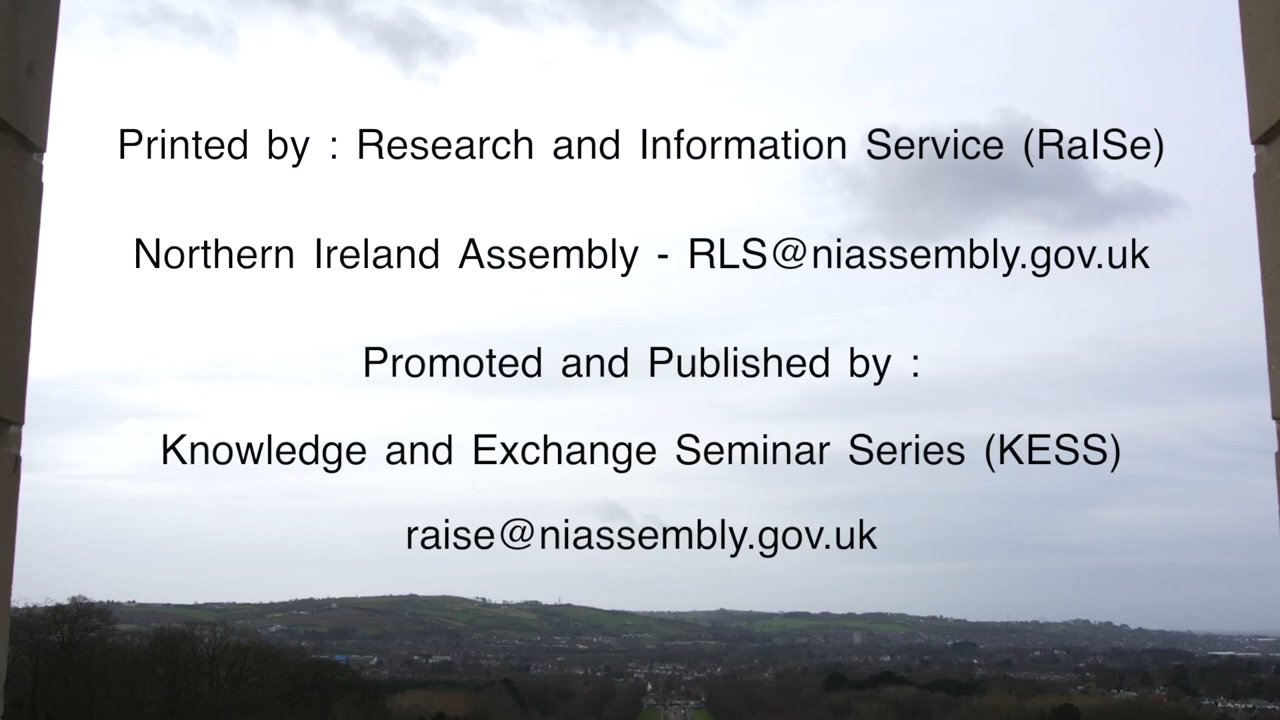 Printed by : Research and Information Service (RaISe)
Northern Ireland Assembly - RLS@niassembly.gov.uk
Promoted and Published by :
Knowledge and Exchange Seminar Series (KESS)
raise@niassembly.gov.uk